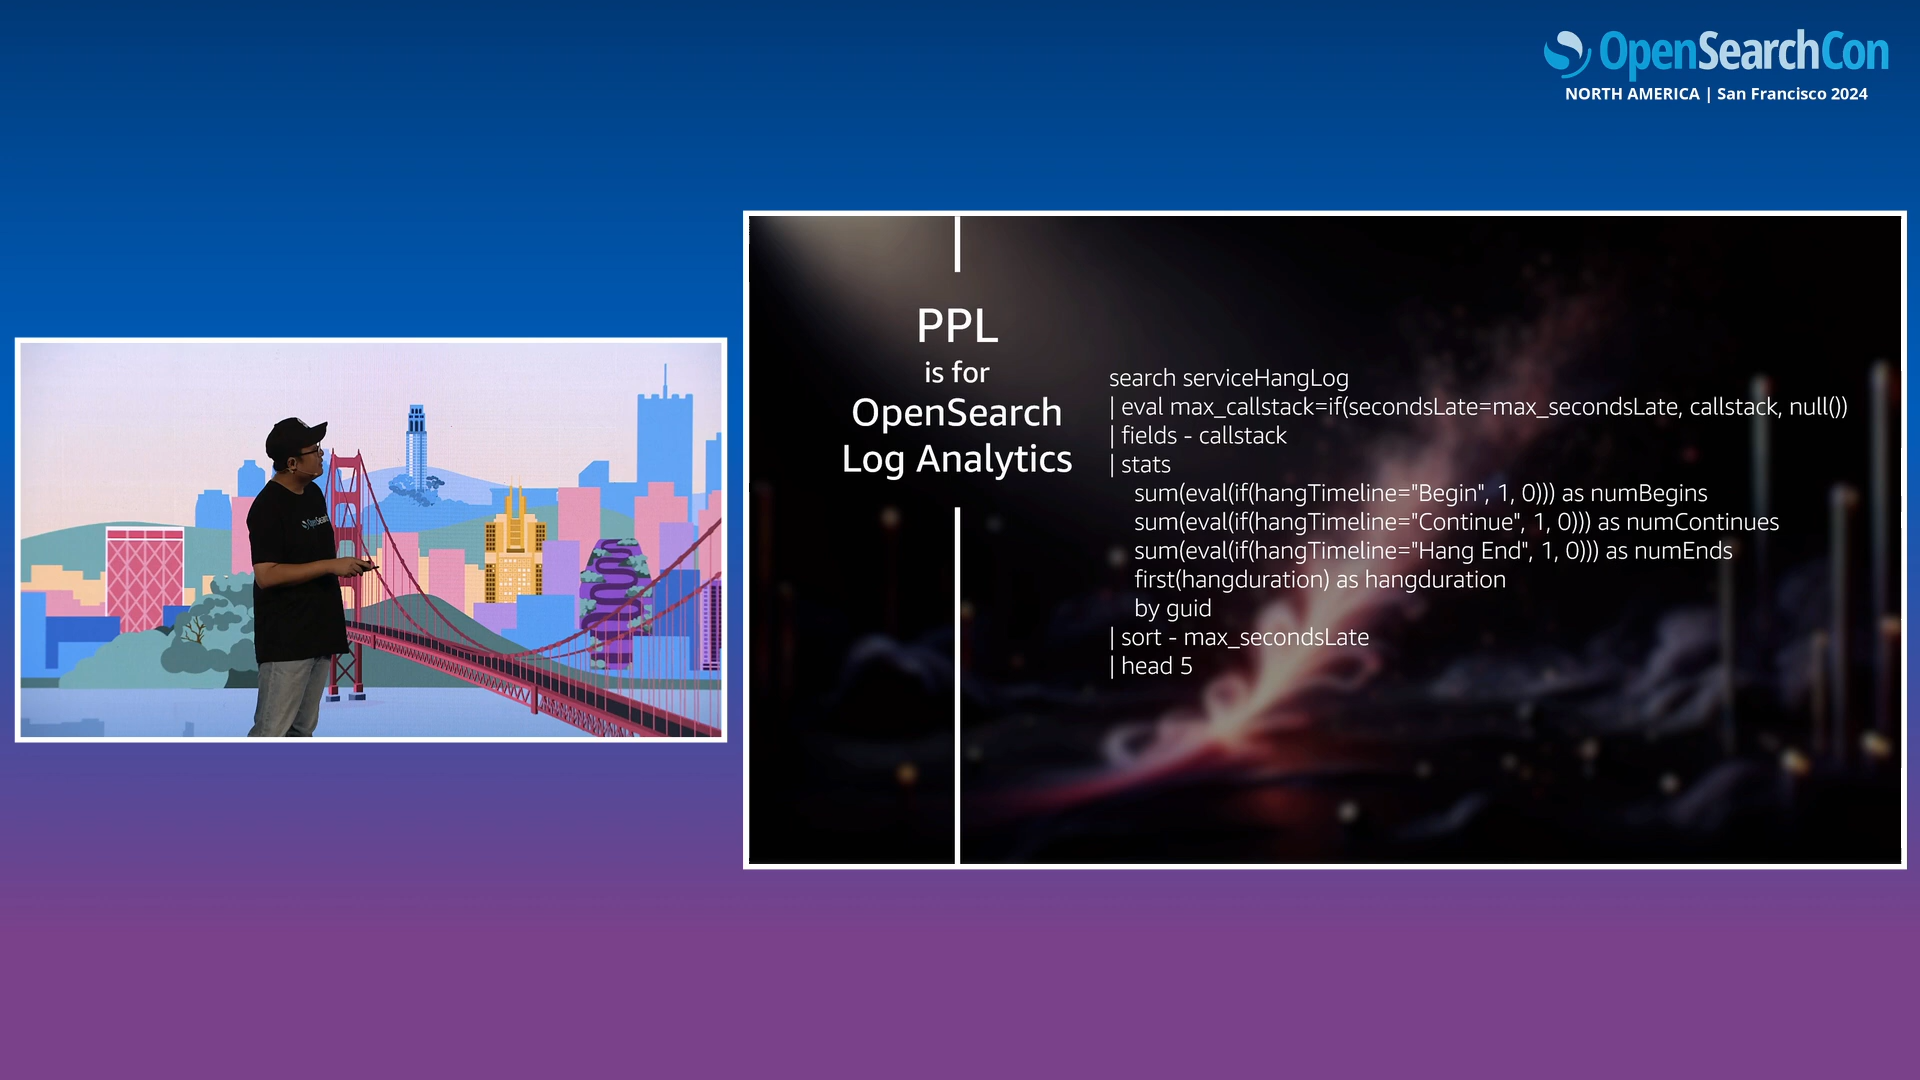 OpenSearchCon
NORTH AMERICA | San Francisco 2024
PPL
is for
OpenSearch
Log Analytics
search serviceHangLog
| eval max_callstack=if(secondsLate=max_secondsLate, callstack, null())
| fields - callstack
| stats
sum(eval(if(hangTimeline="Begin", 1, 0))) as numBegins
sum(eval(if(hangTimeline="Continue", 1, 0))) as numContinues
sum(eval(if(hangTimeline="Hang End", 1, 0))) as numEnds
first(hangduration) as hangduration
by guid
| sort - max_secondsLate
| head 5